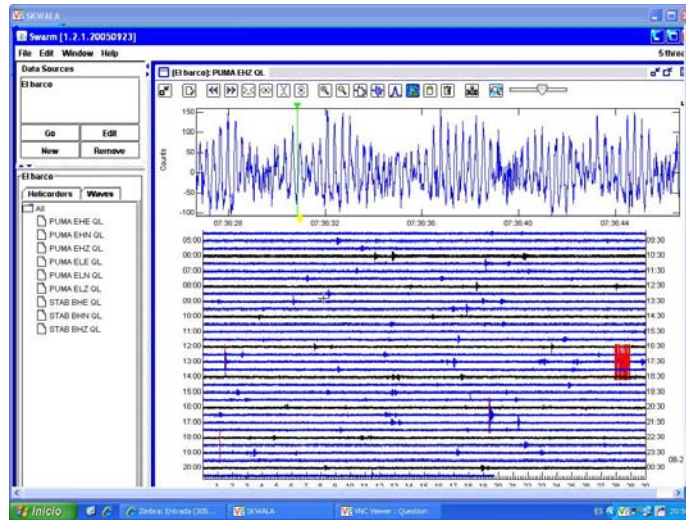 SKWALA
Swarm [1.2.1.20050923]
File Edit Window Help
5 threa
Data Sources
El barco
Go Edit
New Remove
El barco
Helicorders Waves
All
PUMA EHE QL
PUMA EHN QL
PUMA EHZ QL
PUMA ELE QL
PUMA ELN QL
PUMA ELZ QL
STAB BHE QL
STAB BHN QL
STAB BHZ QL
[El barco]: PUMA EHZ QL
150
100
50
0
-50
-100
Counts
07:36:28 07:36:32 07:36:36 07:36:40 07:36:44
05:00 09:30
06:00 10:30
07:00 11:30
08:00 12:30
09:00 13:30
10:00 14:30
11:00 15:30
12:00 16:30
13:00 17:30
14:00 18:30
15:00 19:30
16:00 20:30
17:00 21:30
18:00 22:30
19:00 23:30
20:00 00:30
08-2
Inicio
Zimbra: Entrada (305...
SKWALA
VNC Viewer : Question
ES